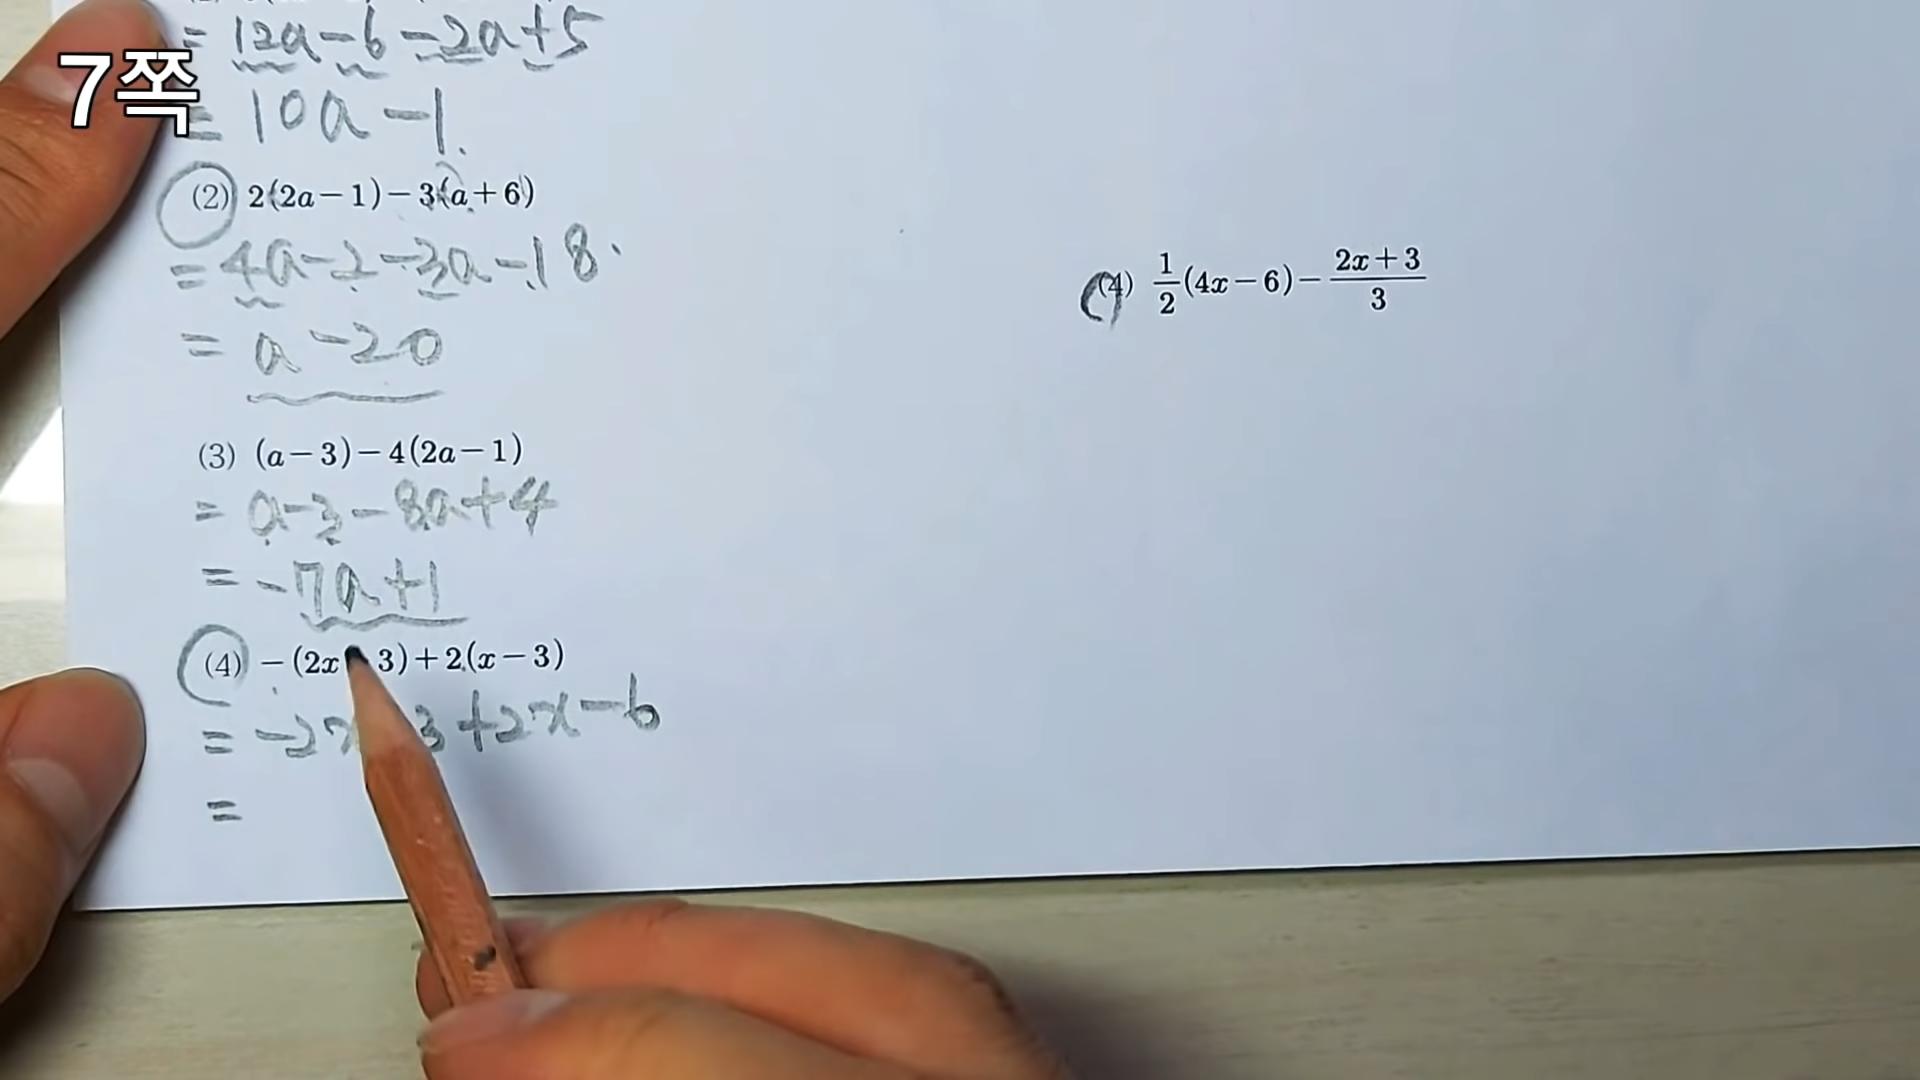 = 12a-6-2a+5
7쪽
= 10a-1.
(2) 2(2a-1)-3(a+6)
= 4a-2-3a-18
= a-20
(3) (a-3)-4(2a-1)
= a-3-8a+4
= -7a+1
(4) -(2x 3)+2(x-3)
= -2x 3+2x-6
=
(4) 1/2(4x-6)-(2x+3)/3